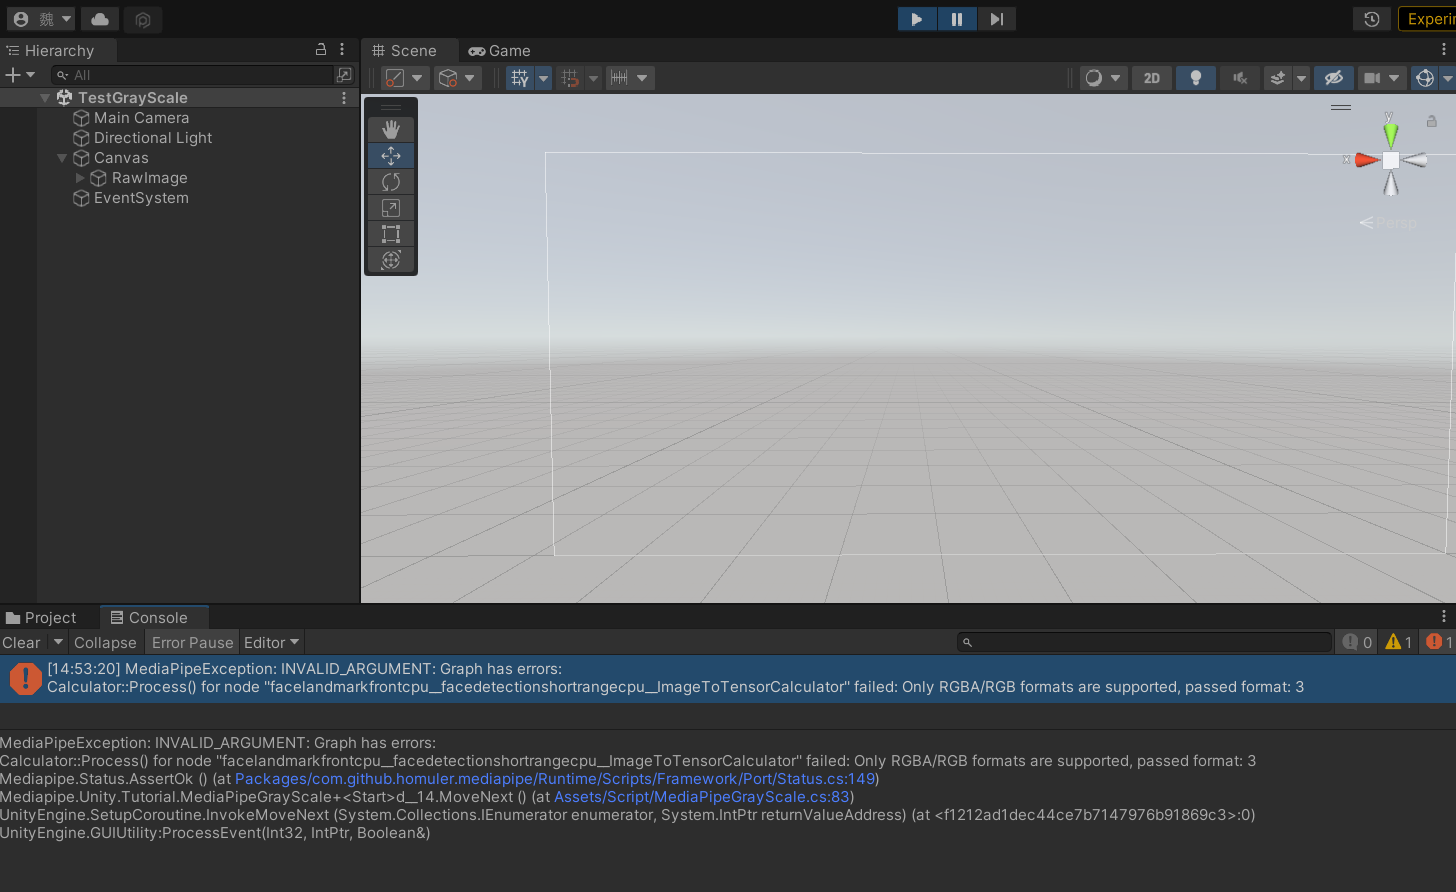 魏
Experi
Hierarchy
Scene
Game
All
2D
TestGrayScale
Main Camera
Directional Light
Canvas
RawImage
EventSystem
y
x
Persp
Project
Console
Clear
Collapse
Error Pause
Editor
0
1
1
[14:53:20] MediaPipeException: INVALID_ARGUMENT: Graph has errors:
Calculator::Process() for node "facelandmarkfrontcpu__facedetectionshortrangecpu__ImageToTensorCalculator" failed: Only RGBA/RGB formats are supported, passed format: 3
MediaPipeException: INVALID_ARGUMENT: Graph has errors:
Calculator::Process() for node "facelandmarkfrontcpu__facedetectionshortrangecpu__ImageToTensorCalculator" failed: Only RGBA/RGB formats are supported, passed format: 3
Mediapipe.Status.AssertOk () (at Packages/com.github.homuler.mediapipe/Runtime/Scripts/Framework/Port/Status.cs:149)
Mediapipe.Unity.Tutorial.MediaPipeGrayScale+<Start>d__14.MoveNext () (at Assets/Script/MediaPipeGrayScale.cs:83)
UnityEngine.SetupCoroutine.InvokeMoveNext (System.Collections.IEnumerator enumerator, System.IntPtr returnValueAddress) (at <f1212ad1dec44ce7b7147976b91869c3>:0)
UnityEngine.GUIUtility:ProcessEvent(Int32, IntPtr, Boolean&)